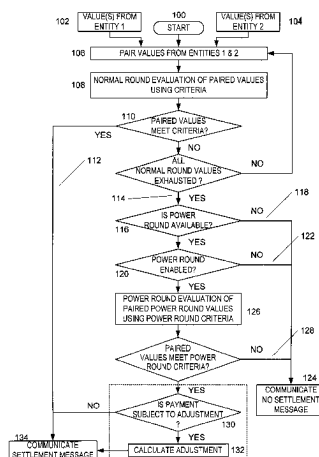 102
VALUE(S) FROM
ENTITY 1
100
START
VALUE(S) FROM
ENTITY 2
104
106
PAIR VALUES FROM ENTITIES 1 & 2
108
NORMAL ROUND EVALUATION OF PAIRED VALUES
USING CRITERIA
110
YES
PAIRED VALUES
MEET CRITERIA?
112
NO
ALL
NORMAL ROUND VALUES
EXHAUSTED ?
NO
114
YES
118
116
IS POWER
ROUND AVAILABLE?
NO
122
YES
120
POWER ROUND
ENABLED?
NO
YES
POWER ROUND EVALUATION OF
PAIRED POWER ROUND VALUES
USING POWER ROUND CRITERIA
126
128
PAIRED
VALUES MEET POWER
ROUND CRITERIA?
NO
124
YES
COMMUNICATE
NO SETTLEMENT
MESSAGE
NO
IS PAYMENT
SUBJECT TO ADJUSTMENT
?
130
134
YES
COMMUNICATE
SETTLEMENT MESSAGE
CALCULATE ADJUSTMENT
132